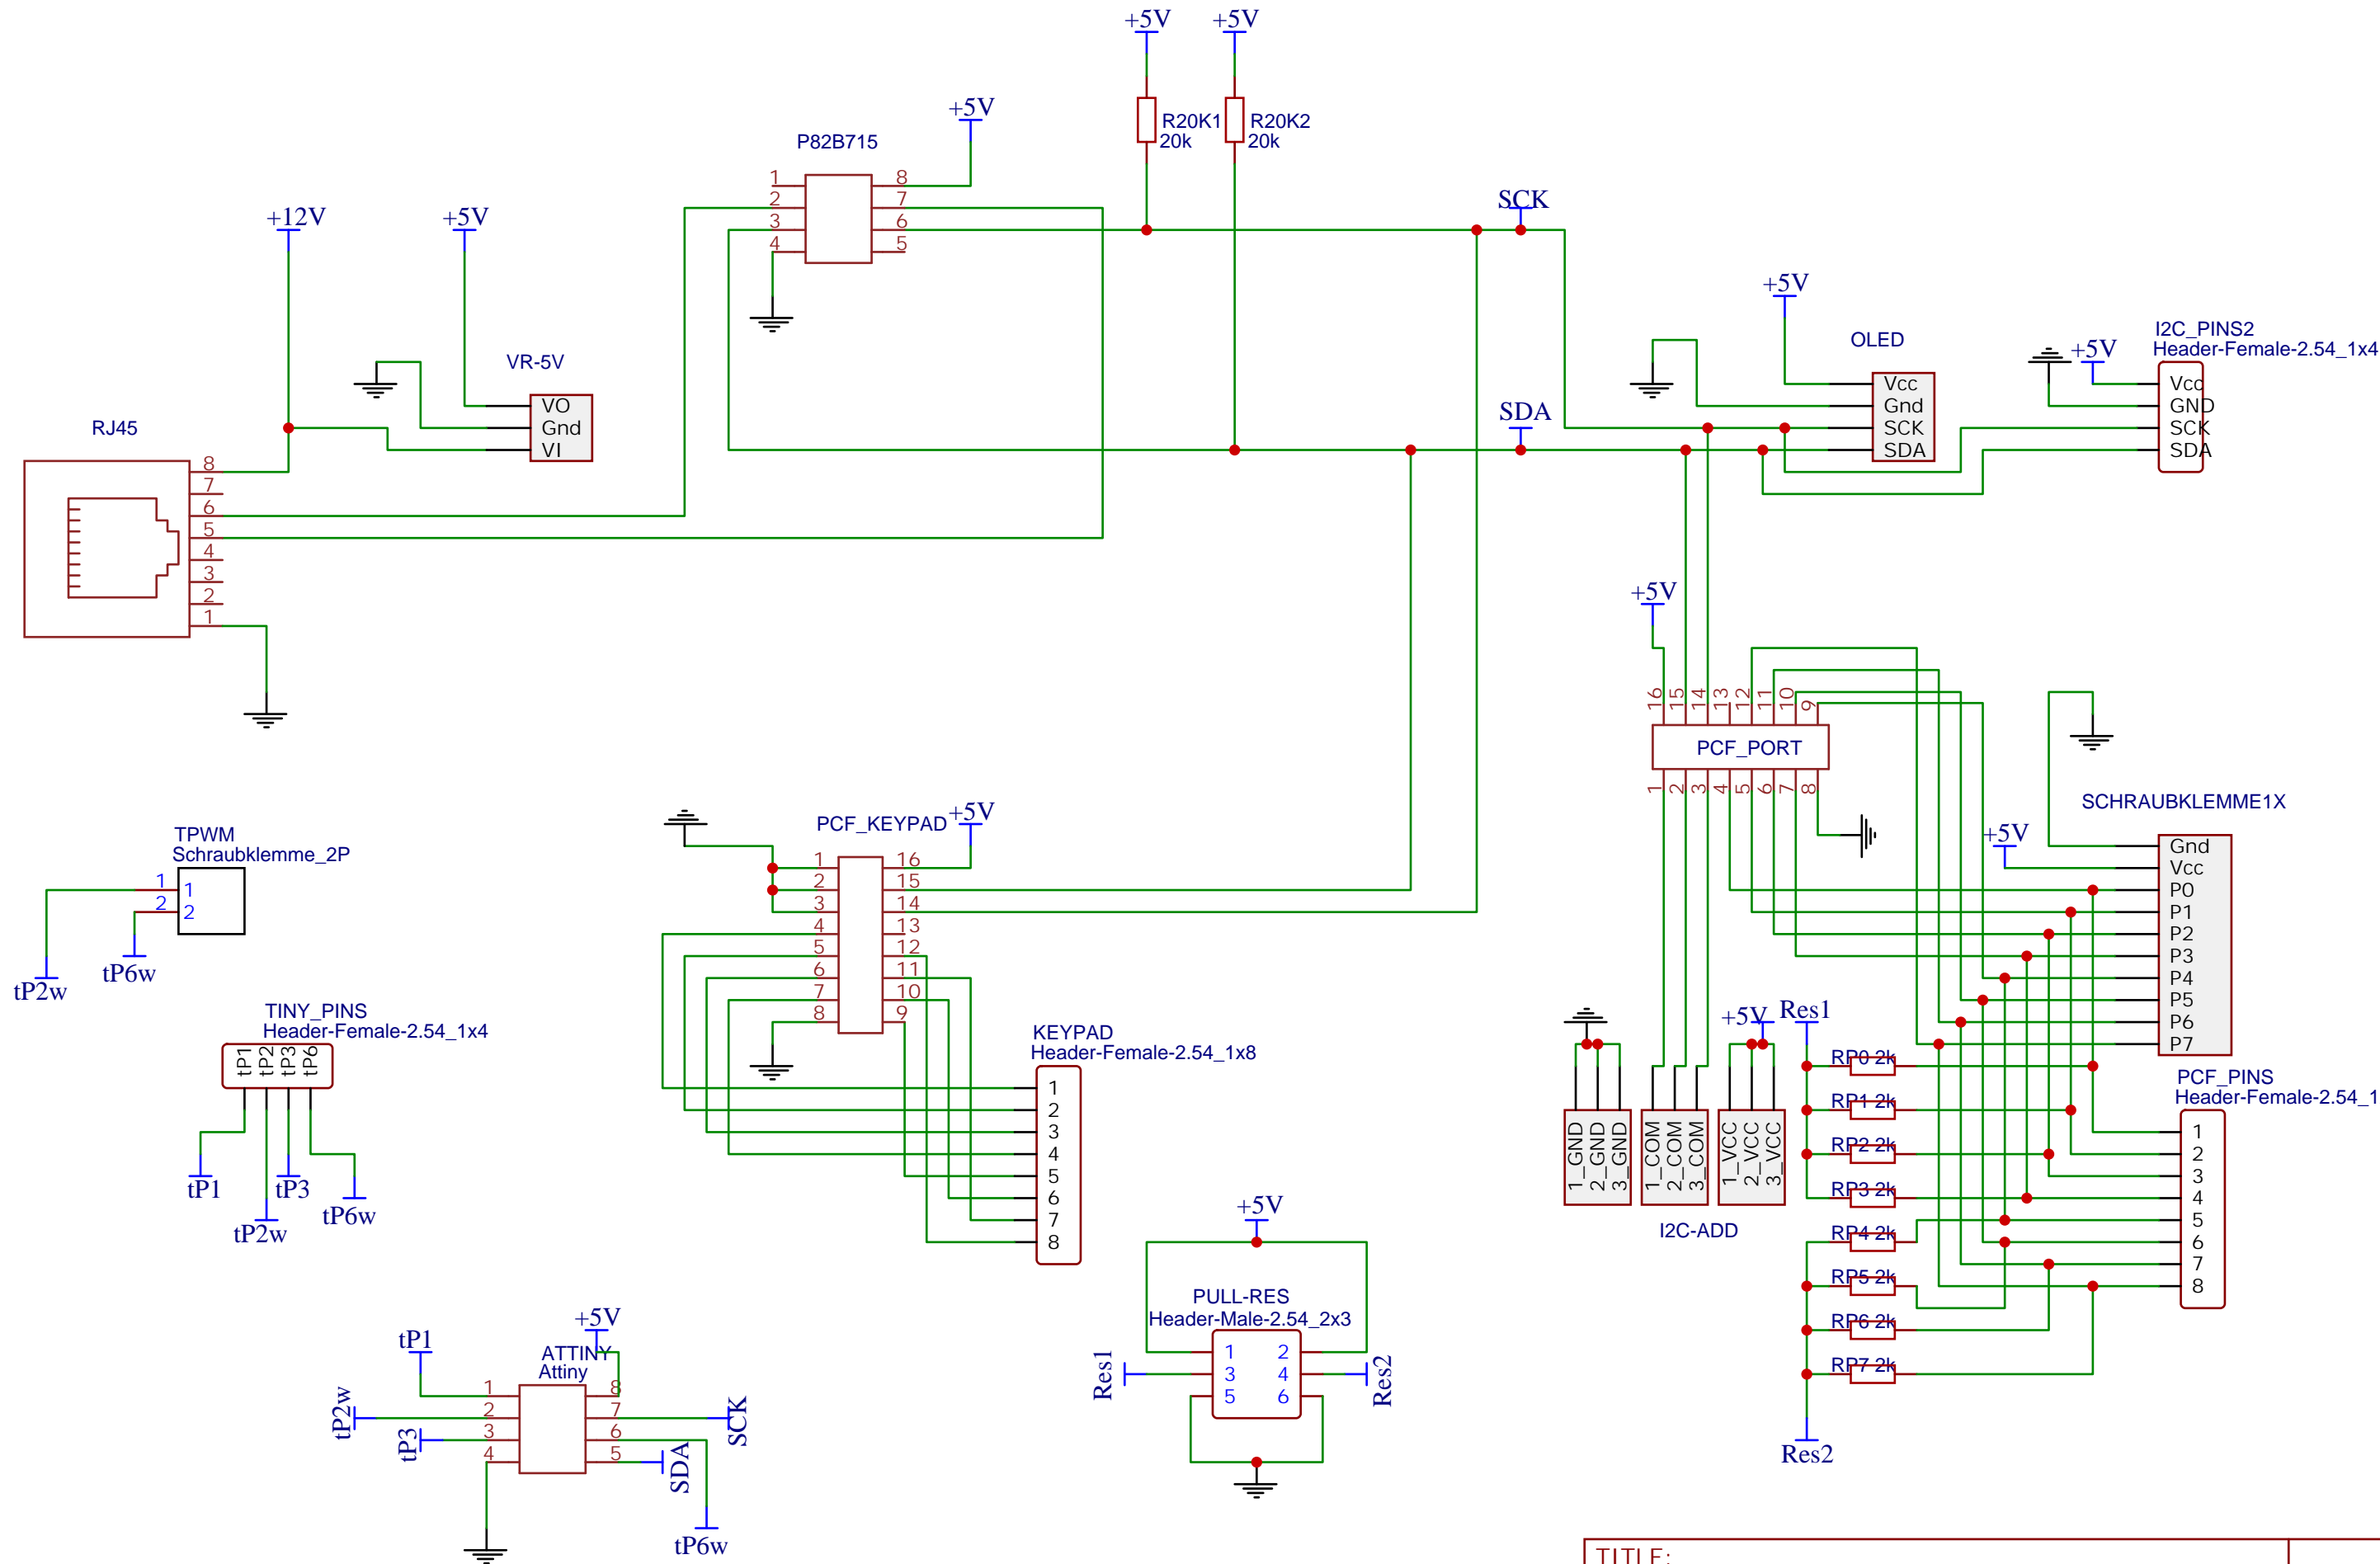 +5V
+5V
R20K1
20k
R20K2
20k
+5V
P82B715
1
2
3
4
8
7
6
5
SCK
+12V
+5V
VR-5V
VO
Gnd
VI
RJ45
8
7
6
5
4
3
2
1
SDA
+5V
OLED
Vcc
Gnd
SCK
SDA
I2C_PINS2
Header-Female-2.54_1x4
+5V
Vcc
GND
SCK
SDA
+5V
16
15
14
13
12
11
10
9
PCF_PORT
1
2
3
4
5
6
7
8
SCHRAUBKLEMME1X
+5V
Gnd
Vcc
P0
P1
P2
P3
P4
P5
P6
P7
TPWM
Schraubklemme_2P
1
2
1
2
tP2w
tP6w
PCF_KEYPAD
+5V
1
2
3
4
5
6
7
8
16
15
14
13
12
11
10
9
KEYPAD
Header-Female-2.54_1x8
1
2
3
4
5
6
7
8
TINY_PINS
Header-Female-2.54_1x4
tP1
tP2
tP3
tP6
tP1
tP2w
tP3
tP6w
1_GND
2_GND
3_GND
1_COM
2_COM
3_COM
+5V
1_VCC
2_VCC
3_VCC
I2C-ADD
Res1
RP0 2k
RP1 2k
RP2 2k
RP3 2k
RP4 2k
RP5 2k
RP6 2k
RP7 2k
Res2
PCF_PINS
Header-Female-2.54_1
1
2
3
4
5
6
7
8
+5V
PULL-RES
Header-Male-2.54_2x3
1
2
3
4
5
6
Res1
Res2
+5V
ATTINY
Attiny
tP1
tP2w
tP3
1
2
3
4
8
7
6
5
SCK
SDA
tP6w
TITLE: